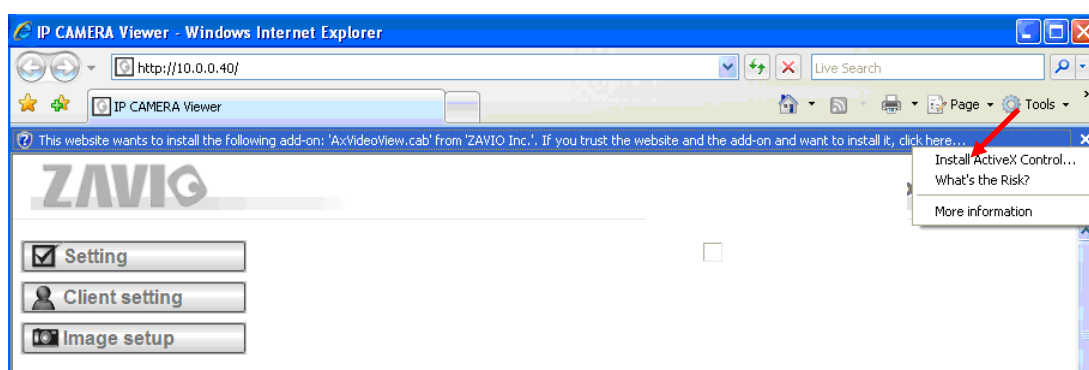 IP CAMERA Viewer - Windows Internet Explorer
http://10.0.0.40/
Live Search
IP CAMERA Viewer
Page
Tools
This website wants to install the following add-on: 'AxVideoView.cab' from 'ZAVIO Inc.'. If you trust the website and the add-on and want to install it, click here...
Install ActiveX Control...
What's the Risk?
More information
ZAVIO
Setting
Client setting
Image setup